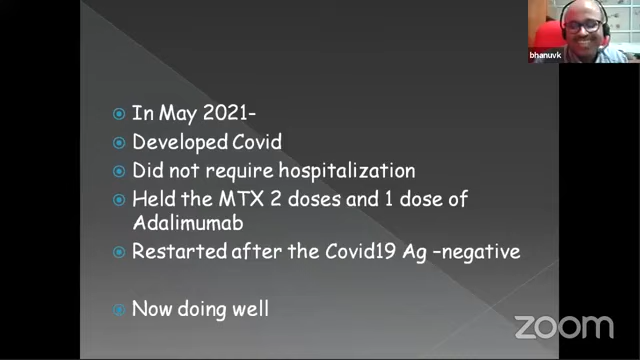 bhanuvk
In May 2021-
Developed Covid
Did not require hospitalization
Held the MTX 2 doses and 1 dose of
Adalimumab
Restarted after the Covid19 Ag -negative
Now doing well
zoom